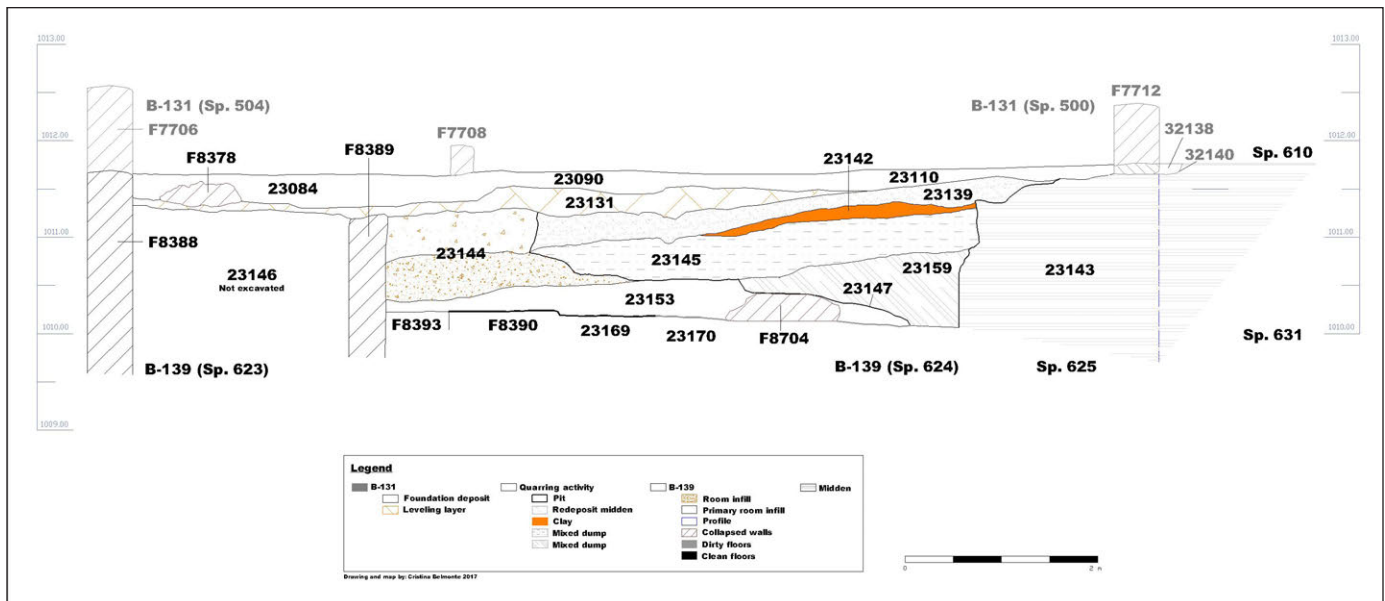 1013.00
1013.00
F7712
B-131 (Sp. 504)
B-131 (Sp. 500)
F7706
32138
1012.00
F7708
1012.00
F8378
F8389
23142
32140
Sp. 610
23084
23090
23110
23139
23131
1011.00
1011.00
F8388
23144
23145
23159
23143
23146
Not excavated
23147
23153
F8393
F8390
23169
23170
F8704
1010.00
1010.00
Sp. 631
B-139 (Sp. 623)
B-139 (Sp. 624)
Sp. 625
1009.00
Legend
B-131
Foundation deposit
Leveling layer
Quarring activity
Pit
Redeposit midden
Clay
Mixed dump
Mixed dump
B-139
Room infill
Primary room infill
Profile
Collapsed walls
Dirty floors
Clean floors
Midden
0
2 m
Drawing and map by: Cristina Belmonte 2017